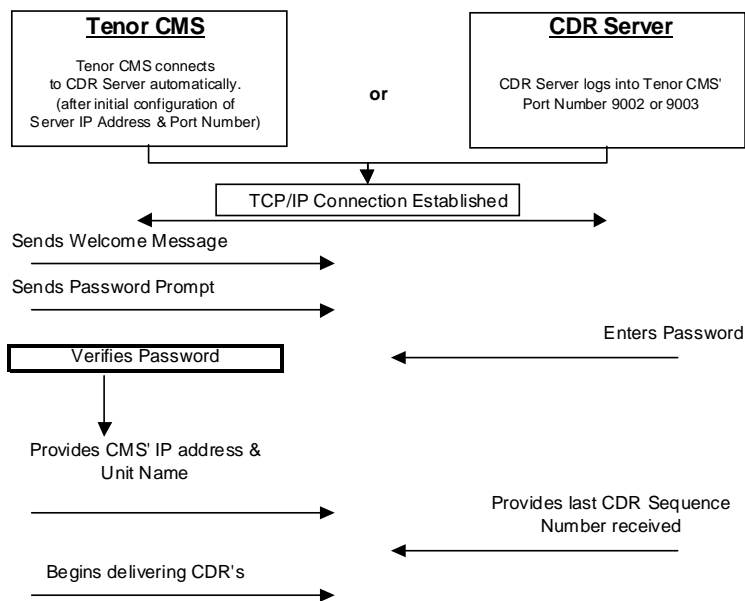 Tenor CMS
Tenor CMS connects
to CDR Server automatically.
(after initial configuration of
Server IP Address & Port Number)
or
CDR Server
CDR Server logs into Tenor CMS'
Port Number 9002 or 9003
TCP/IP Connection Established
Sends Welcome Message
Sends Password Prompt
Enters Password
Verifies Password
Provides CMS' IP address &
Unit Name
Provides last CDR Sequence
Number received
Begins delivering CDR's